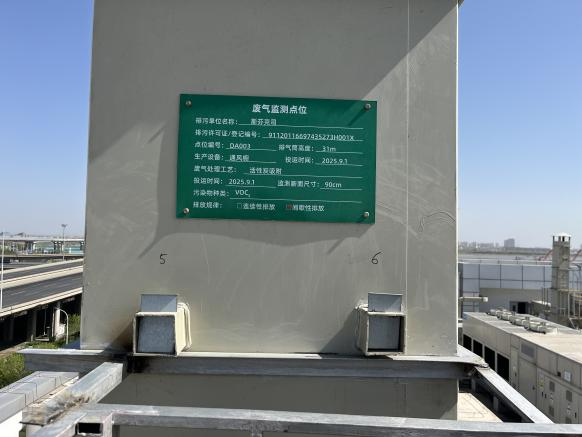 废气监测点位
排污单位名称: 斯芬克司
排污许可证/登记编号: 91120116697435273H001X
点位编号: DA003 排气筒高度: 31m
生产设备: 通风橱 投运时间: 2025.9.1
废气处理工艺: 活性炭吸附
投运时间: 2025.9.1 监测断面尺寸: 90cm
污染物种类: VOCs
排放规律: □连续性排放 ☑间歇性排放
5 6